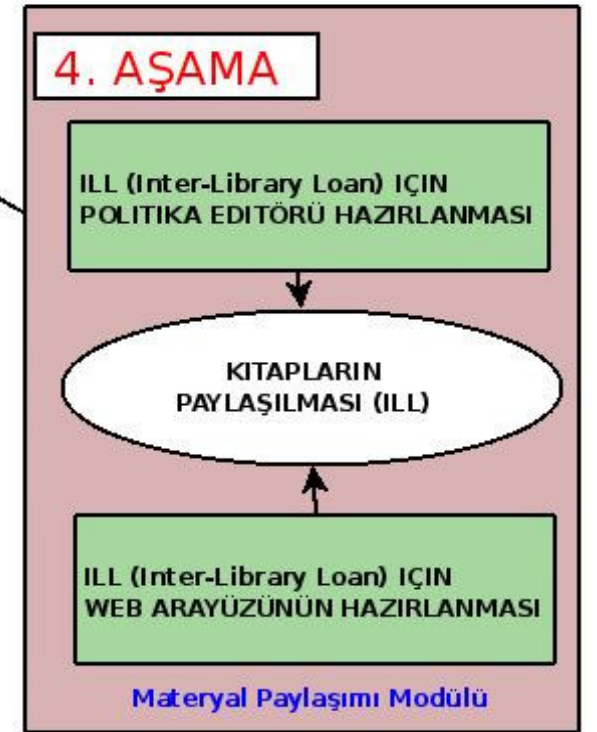 4. AŞAMA
ILL (Inter-Library Loan) IÇIN
POLITIKA EDITÖRÜ HAZIRLANMASI
KITAPLARIN
PAYLAŞILMASI (ILL)
ILL (Inter-Library Loan) IÇIN
WEB ARAYÜZÜNÜN HAZIRLANMASI
Materyal Paylaşımı Modülü